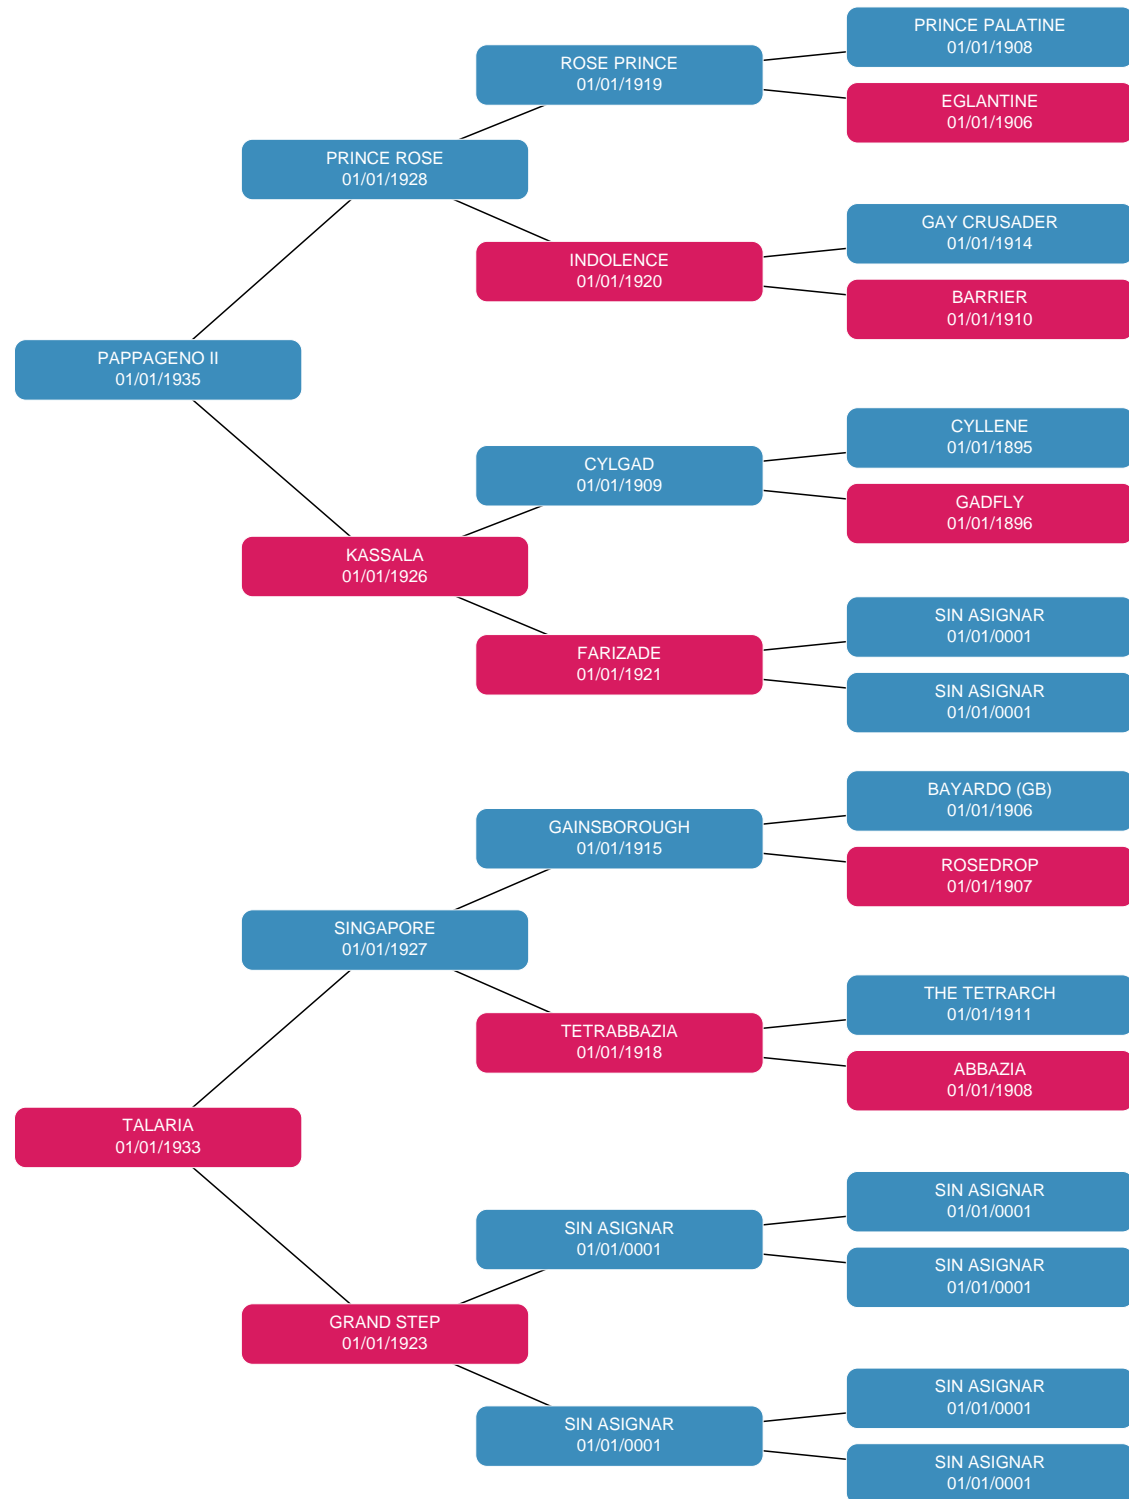 PRINCE PALATINE
01/01/1908
ROSE PRINCE
01/01/1919
EGLANTINE
01/01/1906
PRINCE ROSE
01/01/1928
GAY CRUSADER
01/01/1914
INDOLENCE
01/01/1920
BARRIER
01/01/1910
PAPPAGENO II
01/01/1935
CYLLENE
01/01/1895
CYLGAD
01/01/1909
GADFLY
01/01/1896
KASSALA
01/01/1926
SIN ASIGNAR
01/01/0001
FARIZADE
01/01/1921
SIN ASIGNAR
01/01/0001
BAYARDO (GB)
01/01/1906
GAINSBOROUGH
01/01/1915
ROSEDROP
01/01/1907
SINGAPORE
01/01/1927
THE TETRARCH
01/01/1911
TETRABBAZIA
01/01/1918
ABBAZIA
01/01/1908
TALARIA
01/01/1933
SIN ASIGNAR
01/01/0001
SIN ASIGNAR
01/01/0001
SIN ASIGNAR
01/01/0001
GRAND STEP
01/01/1923
SIN ASIGNAR
01/01/0001
SIN ASIGNAR
01/01/0001
SIN ASIGNAR
01/01/0001